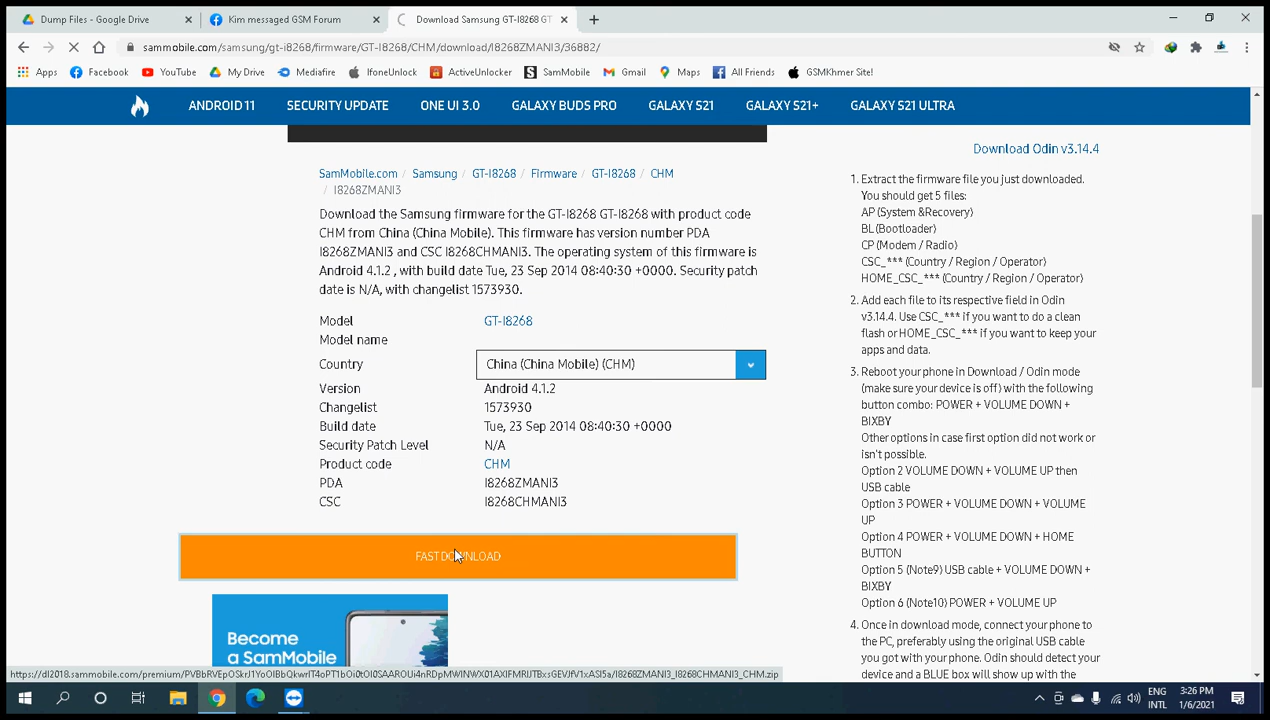 Dump Files - Google Drive
Kim messaged GSM Forum
Download Samsung GT-I8268 GT
sammobile.com/samsung/gt-i8268/firmware/GT-I8268/CHM/download/I8268ZMANI3/36882/
Apps Facebook YouTube My Drive Mediafire IfoneUnlock ActiveUnlocker SamMobile Gmail Maps All Friends GSMKhmer Site!
ANDROID 11 SECURITY UPDATE ONE UI 3.0 GALAXY BUDS PRO GALAXY S21 GALAXY S21+ GALAXY S21 ULTRA
SamMobile.com / Samsung / GT-I8268 / Firmware / GT-I8268 / CHM
/ I8268ZMANI3
Download the Samsung firmware for the GT-I8268 GT-I8268 with product code
CHM from China (China Mobile). This firmware has version number PDA
I8268ZMANI3 and CSC I8268CHMANI3. The operating system of this firmware is
Android 4.1.2 , with build date Tue, 23 Sep 2014 08:40:30 +0000. Security patch
date is N/A, with changelist 1573930.
Model GT-I8268
Model name
Country China (China Mobile) (CHM)
Version Android 4.1.2
Changelist 1573930
Build date Tue, 23 Sep 2014 08:40:30 +0000
Security Patch Level N/A
Product code CHM
PDA I8268ZMANI3
CSC I8268CHMANI3
FAST DOWNLOAD
Become
a SamMobile
Download Odin v3.14.4
1. Extract the firmware file you just downloaded.
You should get 5 files:
AP (System &Recovery)
BL (Bootloader)
CP (Modem / Radio)
CSC_*** (Country / Region / Operator)
HOME_CSC_*** (Country / Region / Operator)
2. Add each file to its respective field in Odin
v3.14.4. Use CSC_*** if you want to do a clean
flash or HOME_CSC_*** if you want to keep your
apps and data.
3. Reboot your phone in Download / Odin mode
(make sure your device is off) with the following
button combo: POWER + VOLUME DOWN +
BIXBY
Other options in case first option did not work or
isn't possible.
Option 2 VOLUME DOWN + VOLUME UP then
USB cable
Option 3 POWER + VOLUME DOWN + VOLUME
UP
Option 4 POWER + VOLUME DOWN + HOME
BUTTON
Option 5 (Note9) USB cable + VOLUME DOWN +
BIXBY
Option 6 (Note10) POWER + VOLUME UP
4. Once in download mode, connect your phone to
the PC, preferably using the original USB cable
you got with your phone. Odin should detect your
device and a BLUE box will show up with the
ENG
INTL
3:26 PM
1/6/2021